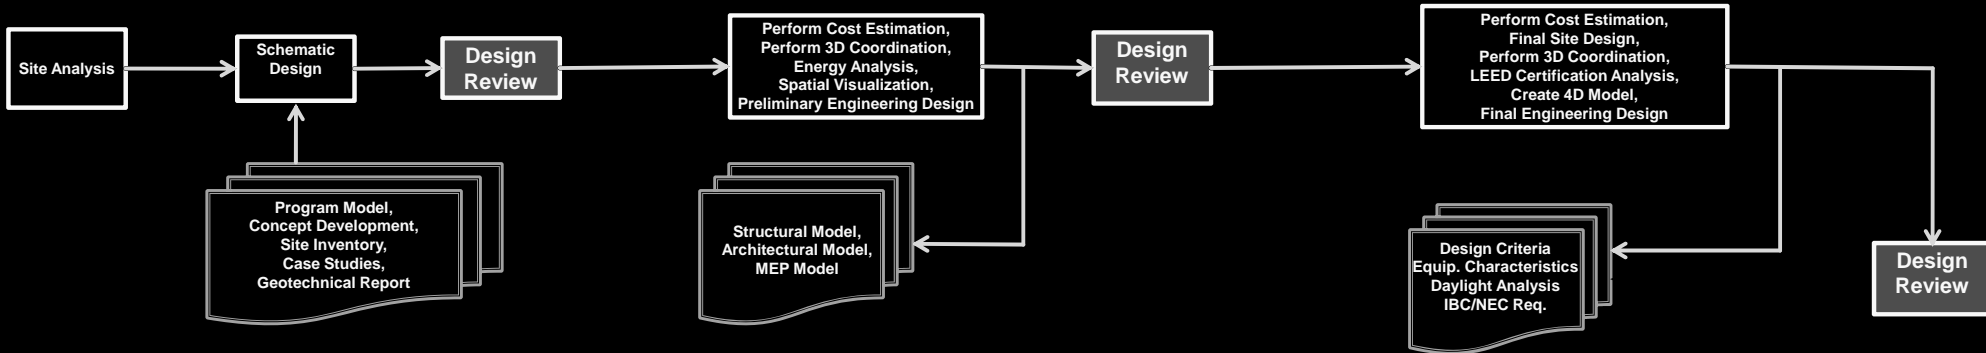 Site Analysis
Schematic
Design
Design
Review
Perform Cost Estimation,
Perform 3D Coordination,
Energy Analysis,
Spatial Visualization,
Preliminary Engineering Design
Design
Review
Perform Cost Estimation,
Final Site Design,
Perform 3D Coordination,
LEED Certification Analysis,
Create 4D Model,
Final Engineering Design
Program Model,
Concept Development,
Site Inventory,
Case Studies,
Geotechnical Report
Structural Model,
Architectural Model,
MEP Model
Design Criteria
Equip. Characteristics
Daylight Analysis
IBC/NEC Req.
Design
Review